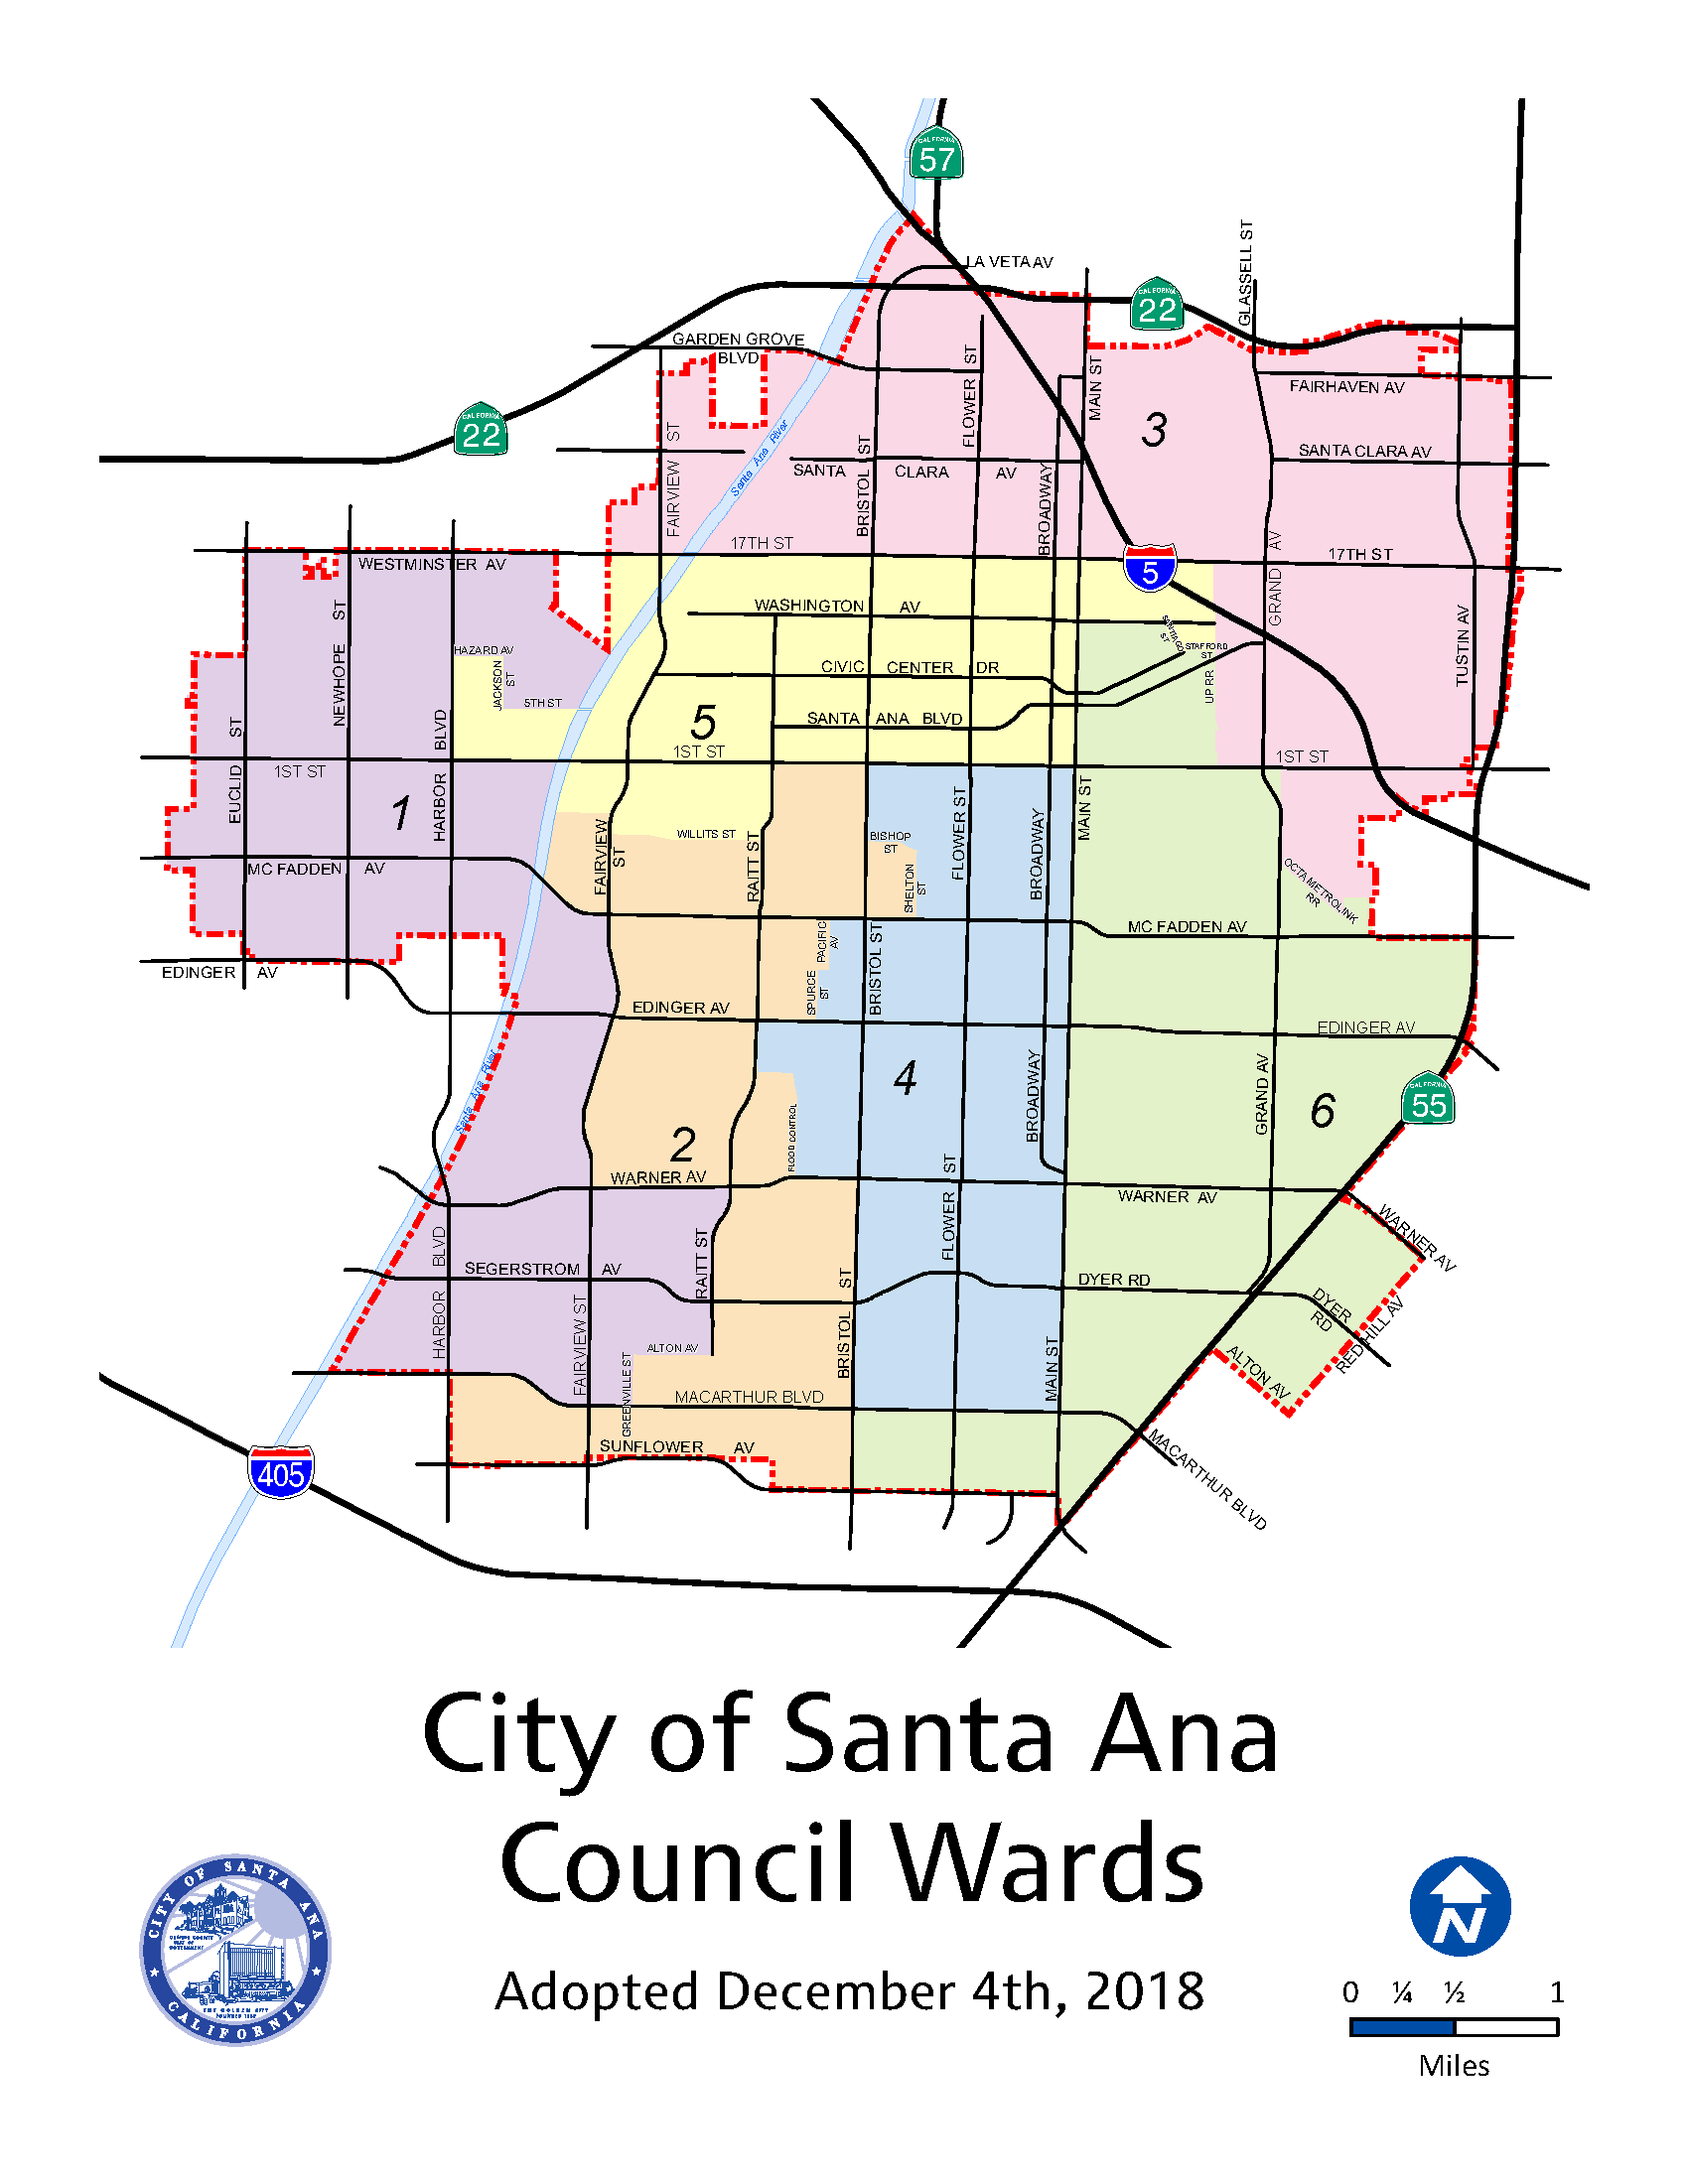 57
LA VETA AV
22
GLASSELL ST
GARDEN GROVE
BLVD
FLOWER ST
MAIN ST
FAIRHAVEN AV
22
3
FAIRVIEW ST
Santa Ana River
SANTA CLARA AV
BRISTOL ST
BROADWAY
SANTA CLARA AV
17TH ST
17TH ST
WESTMINSTER AV
5
GRAND AV
NEWHOPE ST
WASHINGTON AV
SANTIAGO
ST
STAFFORD
ST
TUSTIN AV
HAZARD AV
JACKSON
ST
CIVIC CENTER DR
UP RR
5TH ST
5
SANTA ANA BLVD
EUCLID ST
HARBOR BLVD
1ST ST
1ST ST
1ST ST
1
MAIN ST
FAIRVIEW
ST
WILLITS ST
RAITT ST
BISHOP
ST
FLOWER ST
BROADWAY
SHELTON
ST
MC FADDEN AV
OCTA METROLINK
RR
MC FADDEN AV
PACIFIC
AV
BRISTOL ST
EDINGER AV
SPURCE
ST
EDINGER AV
EDINGER AV
Santa Ana River
BROADWAY
GRAND AV
4
6
55
2
FLOOD CONTROL
WARNER AV
WARNER AV
WARNER AV
FLOWER ST
HARBOR BLVD
RAITT ST
SEGERSTROM AV
DYER RD
DYER
RD
RED HILL AV
BRISTOL ST
FAIRVIEW ST
ALTON AV
ALTON AV
GREENVILLE ST
MAIN ST
MACARTHUR BLVD
MACARTHUR BLVD
SUNFLOWER AV
405
City of Santa Ana
Council Wards
Adopted December 4th, 2018
CITY OF SANTA ANA
CALIFORNIA
N
0 ¼ ½ 1
Miles